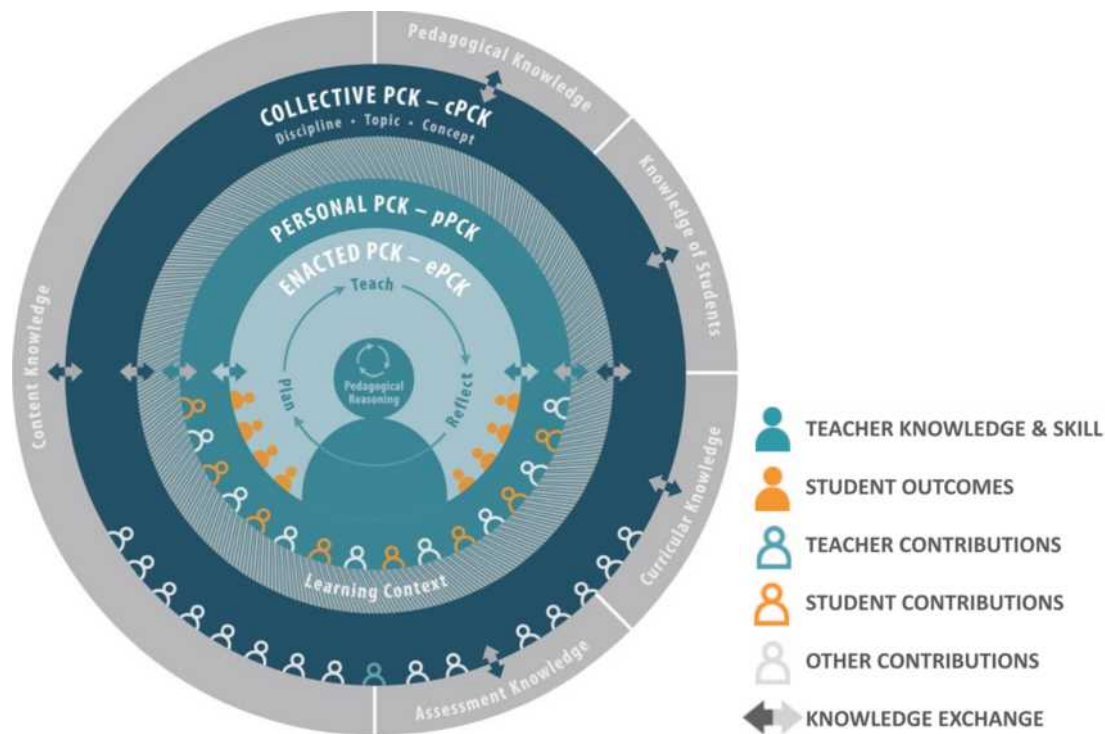 Pedagogical Knowledge
COLLECTIVE PCK – cPCK
Discipline • Topic • Concept
Knowledge of Students
PERSONAL PCK – pPCK
ENACTED PCK – ePCK
Teach
Content Knowledge
Pedagogical
Reasoning
Plan
Reflect
Curricular Knowledge
Learning Context
Assessment Knowledge
TEACHER KNOWLEDGE & SKILL
STUDENT OUTCOMES
TEACHER CONTRIBUTIONS
STUDENT CONTRIBUTIONS
OTHER CONTRIBUTIONS
KNOWLEDGE EXCHANGE